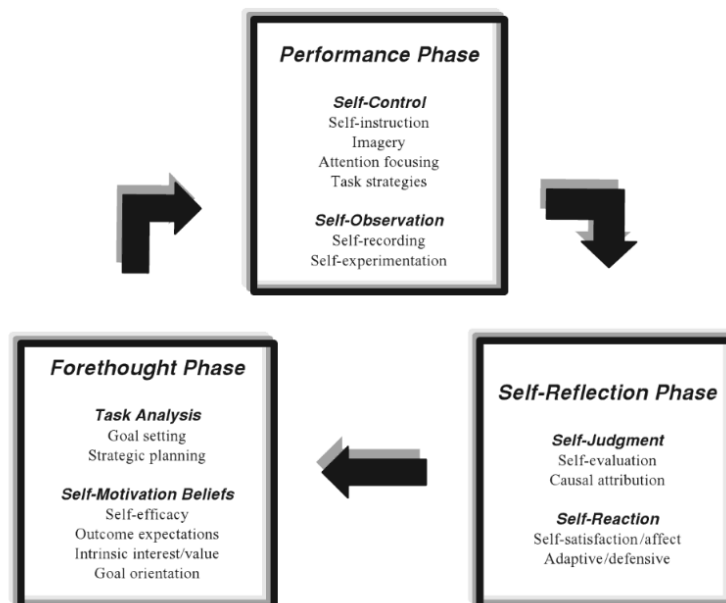 Performance Phase
Self-Control
Self-instruction
Imagery
Attention focusing
Task strategies
Self-Observation
Self-recording
Self-experimentation
Forethought Phase
Task Analysis
Goal setting
Strategic planning
Self-Motivation Beliefs
Self-efficacy
Outcome expectations
Intrinsic interest/value
Goal orientation
Self-Reflection Phase
Self-Judgment
Self-evaluation
Causal attribution
Self-Reaction
Self-satisfaction/affect
Adaptive/defensive